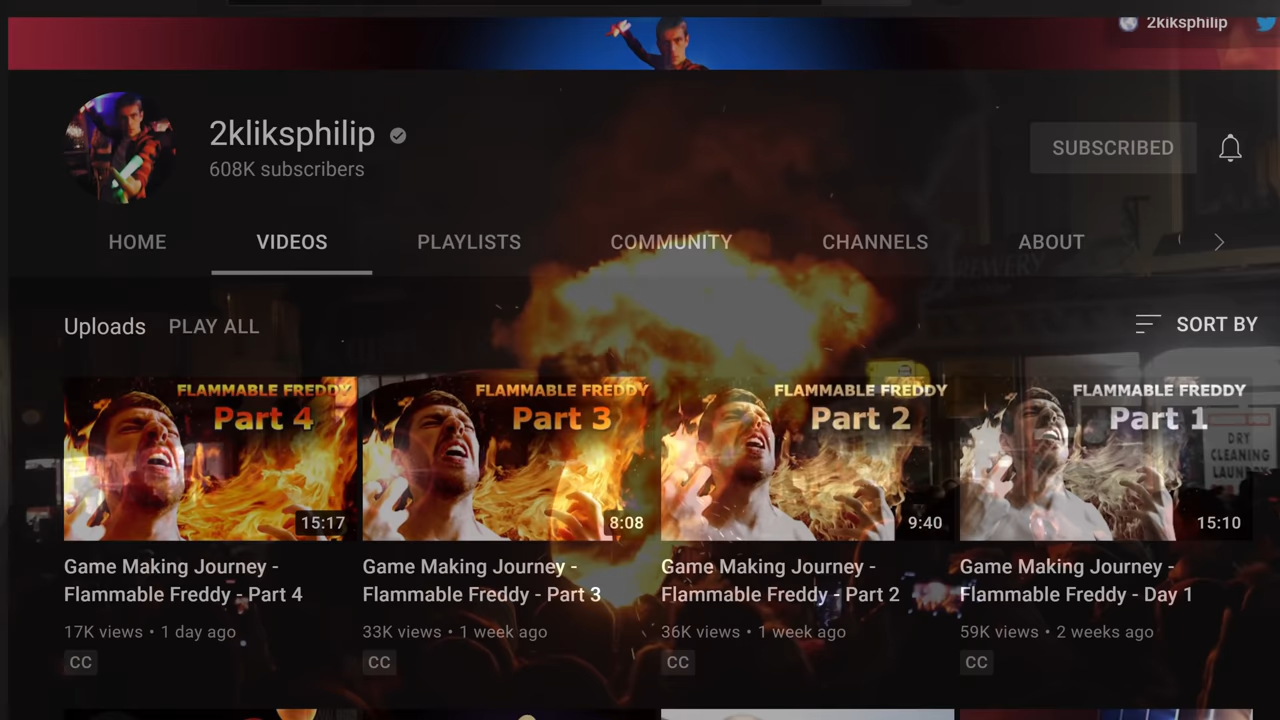 2kiksphilip
2kliksphilip
608K subscribers
SUBSCRIBED
HOME VIDEOS PLAYLISTS COMMUNITY CHANNELS ABOUT
BREWERY
Uploads PLAY ALL SORT BY
FLAMMABLE FREDDY
Part 4
15:17
FLAMMABLE FREDDY
Part 3
8:08
FLAMMABLE FREDDY
Part 2
9:40
FLAMMABLE FREDDY
Part 1
15:10
DRY
CLEANING
Game Making Journey -
Flammable Freddy - Part 4
17K views • 1 day ago
CC
Game Making Journey -
Flammable Freddy - Part 3
33K views • 1 week ago
CC
Game Making Journey -
Flammable Freddy - Part 2
36K views • 1 week ago
CC
Game Making Journey -
Flammable Freddy - Day 1
59K views • 2 weeks ago
CC